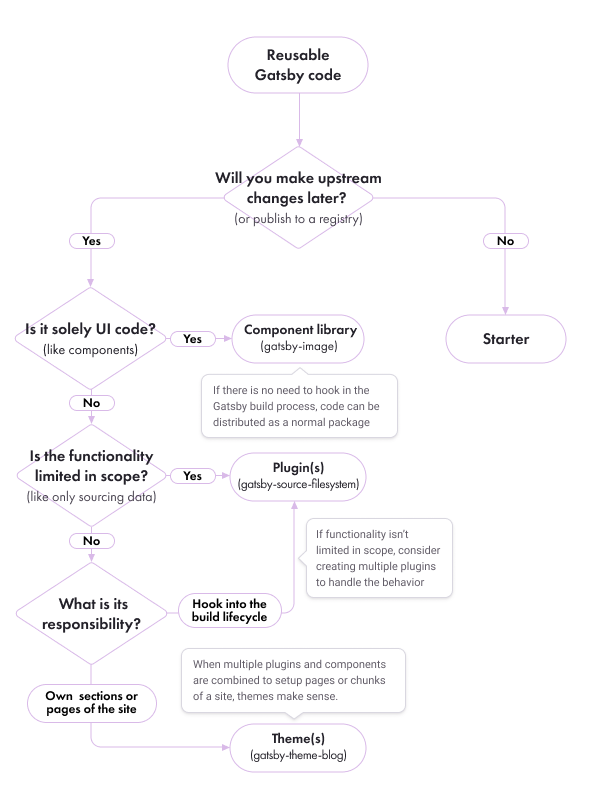 Reusable
Gatsby code
Will you make upstream
changes later?
(or publish to a registry)
Yes
No
Is it solely UI code?
(like components)
Yes
Component library
(gatsby-image)
Starter
If there is no need to hook in the
Gatsby build process, code can be
distributed as a normal package
No
Is the functionality
limited in scope?
(like only sourcing data)
Yes
Plugin(s)
(gatsby-source-filesystem)
If functionality isn't
limited in scope, consider
creating multiple plugins
to handle the behavior
No
What is its
responsibility?
Hook into the
build lifecycle
When multiple plugins and components
are combined to setup pages or chunks
of a site, themes make sense.
Own sections or
pages of the site
Theme(s)
(gatsby-theme-blog)